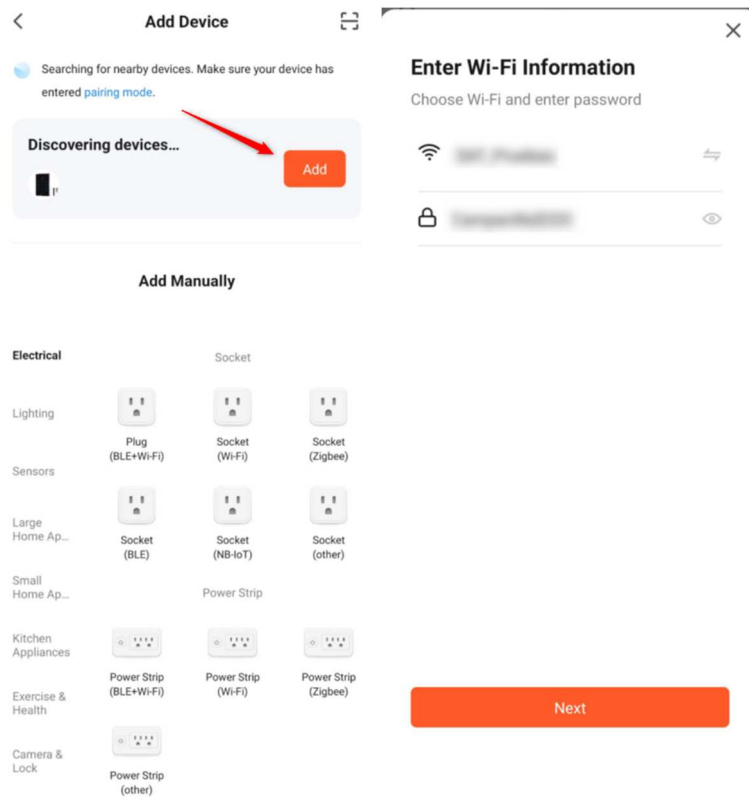 Add Device
Searching for nearby devices. Make sure your device has
entered pairing mode.
Discovering devices...
Add
Add Manually
Electrical
Lighting
Sensors
Large
Home Ap...
Small
Home Ap...
Kitchen
Appliances
Exercise &
Health
Camera &
Lock
Socket
Plug
(BLE+Wi-Fi)
Socket
(Wi-Fi)
Socket
(Zigbee)
Socket
(BLE)
Socket
(NB-IoT)
Socket
(other)
Power Strip
Power Strip
(BLE+Wi-Fi)
Power Strip
(Wi-Fi)
Power Strip
(Zigbee)
Power Strip
(other)
Enter Wi-Fi Information
Choose Wi-Fi and enter password
Next